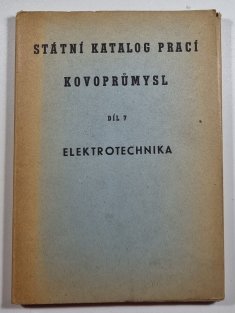 STÁTNÍ KATALOG PRACÍ
KOVOPRŮMYSL
DÍL 7
ELEKTROTECHNIKA